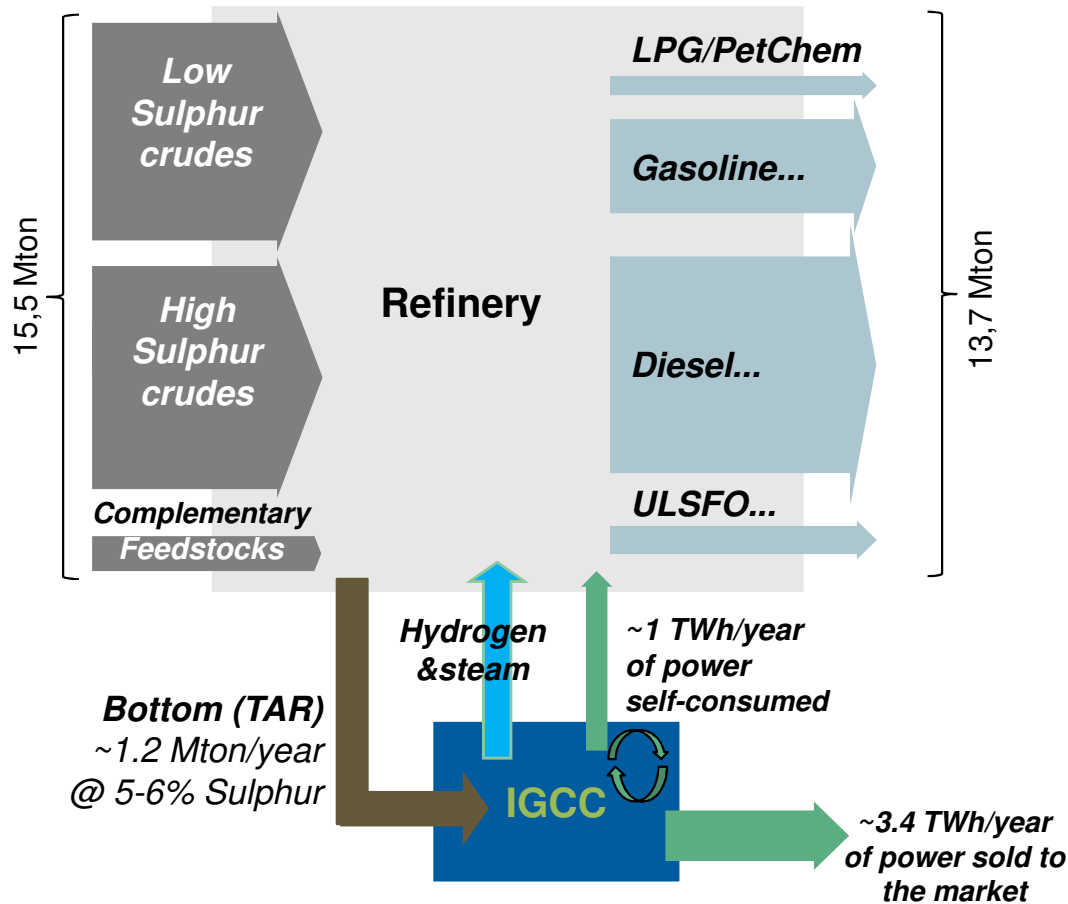 15,5 Mton
Low
Sulphur
crudes
High
Sulphur
crudes
Complementary
Feedstocks
Refinery
LPG/PetChem
Gasoline...
Diesel...
ULSFO...
13,7 Mton
Bottom (TAR)
~1.2 Mton/year
@ 5-6% Sulphur
Hydrogen
&steam
~1 TWh/year
of power
self-consumed
IGCC
~3.4 TWh/year
of power sold to
the market